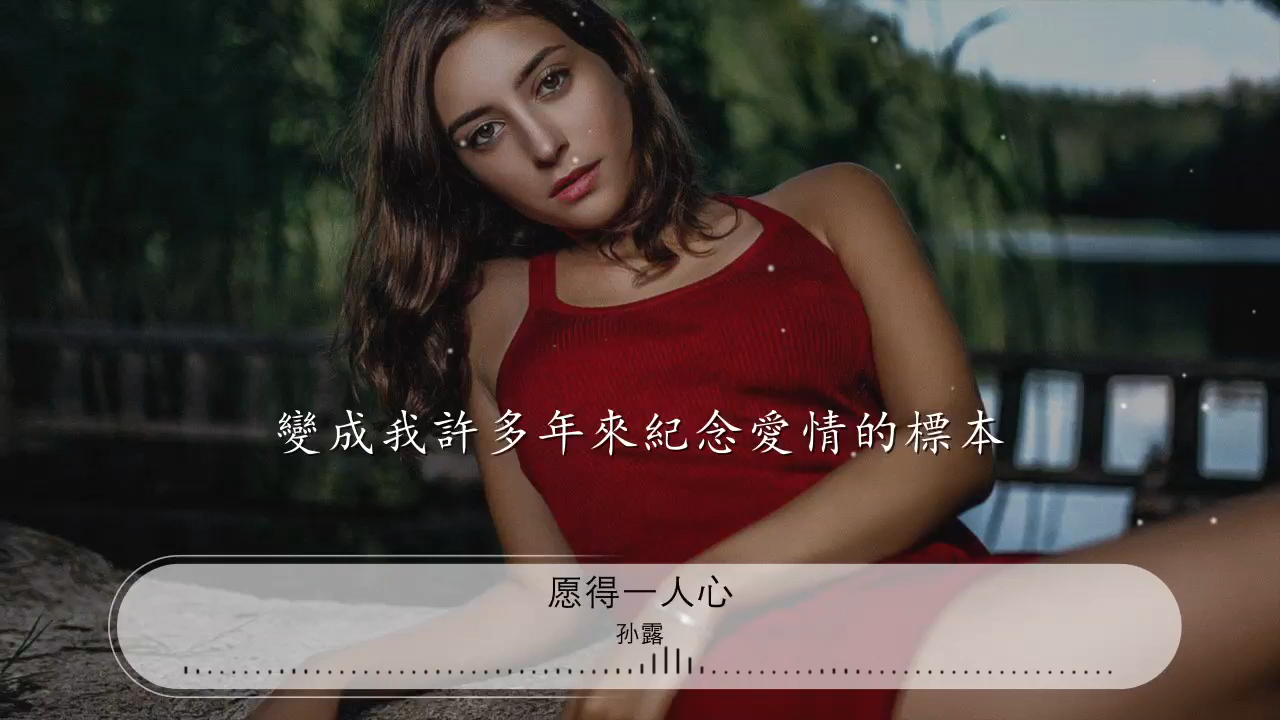 變成我許多年來紀念愛情的標本
愿得一人心
孙露